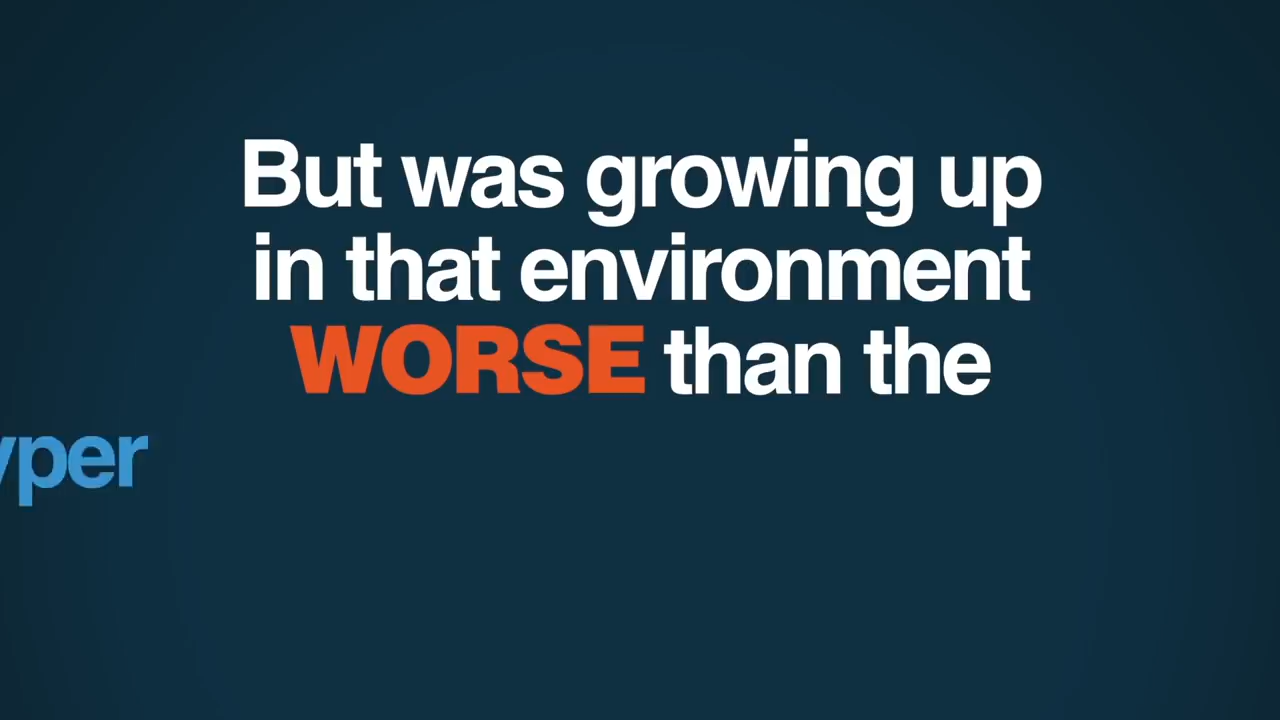 But was growing up
in that environment
WORSE than the
yper